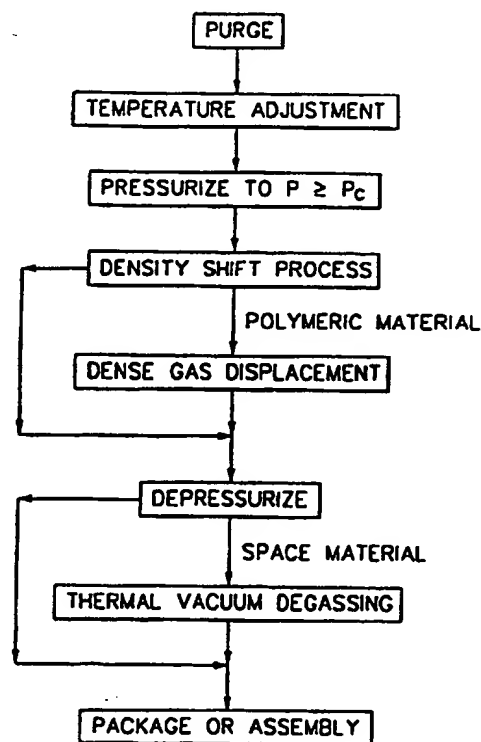 PURGE
TEMPERATURE ADJUSTMENT
PRESSURIZE TO P ≥ Pc
DENSITY SHIFT PROCESS
POLYMERIC MATERIAL
DENSE GAS DISPLACEMENT
DEPRESSURIZE
SPACE MATERIAL
THERMAL VACUUM DEGASSING
PACKAGE OR ASSEMBLY